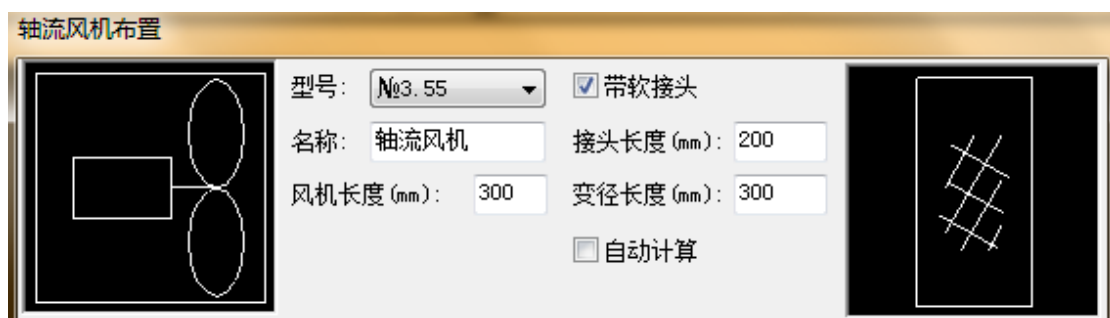 轴流风机布置
型号: №3.55 带软接头
名称: 轴流风机 接头长度(mm): 200
风机长度(mm): 300 变径长度(mm): 300
自动计算